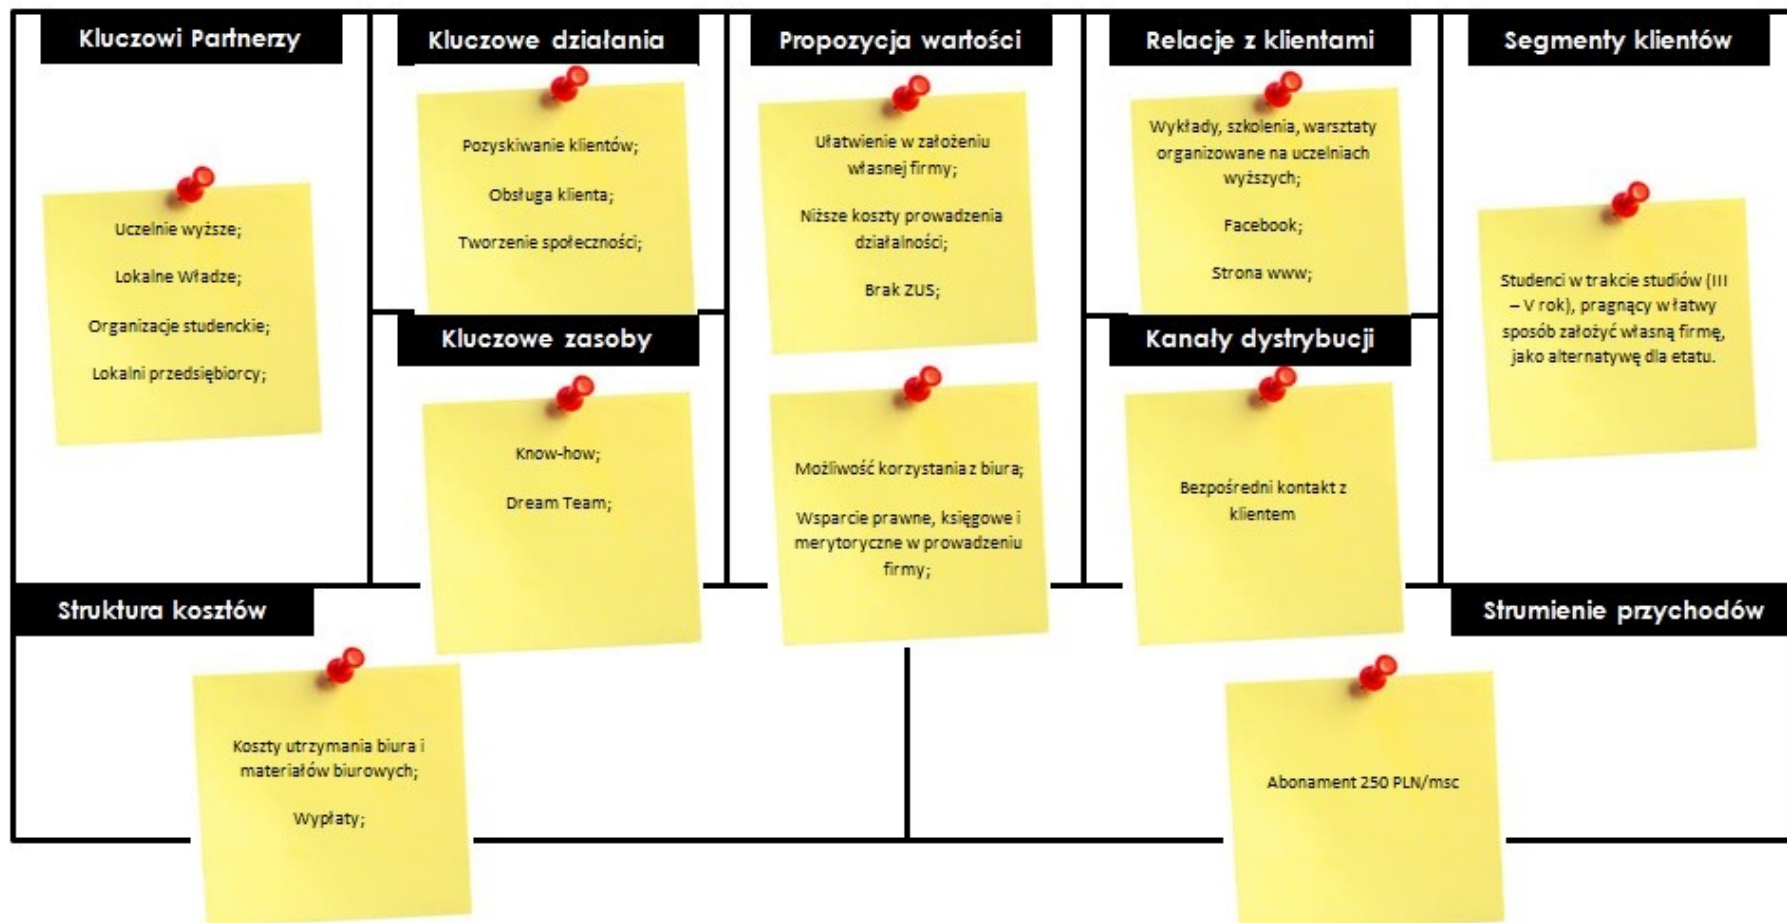 Kluczowi Partnerzy
Uczelnie wyższe;
Lokalne Władze;
Organizacje studenckie;
Lokalni przedsiębiorcy;
Kluczowe działania
Pozyskiwanie klientów;
Obsługa klienta;
Tworzenie społeczności;
Kluczowe zasoby
Know-how;
Dream Team;
Propozycja wartości
Ułatwienie w założeniu
własnej firmy;
Niższe koszty prowadzenia
działalności;
Brak ZUS;
Możliwość korzystania z biura;
Wsparcie prawne, księgowe i
merytoryczne w prowadzeniu
firmy;
Relacje z klientami
Wykłady, szkolenia, warsztaty
organizowane na uczelniach
wyższych;
Facebook;
Strona www;
Kanały dystrybucji
Bezpośredni kontakt z
klientem
Segmenty klientów
Studenci w trakcie studiów (III
– V rok), pragnący w łatwy
sposób założyć własną firmę,
jako alternatywę dla etatu.
Struktura kosztów
Koszty utrzymania biura i
materiałów biurowych;
Wypłaty;
Strumienie przychodów
Abonament 250 PLN/msc